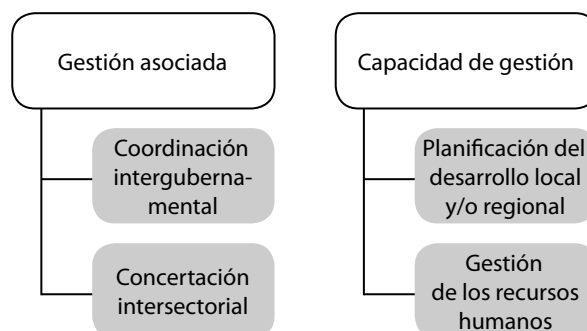 Gestión asociada
Coordinación
interguberna-
mental
Concertación
intersectorial
Capacidad de gestión
Planificación del
desarrollo local
y/o regional
Gestión
de los recursos
humanos